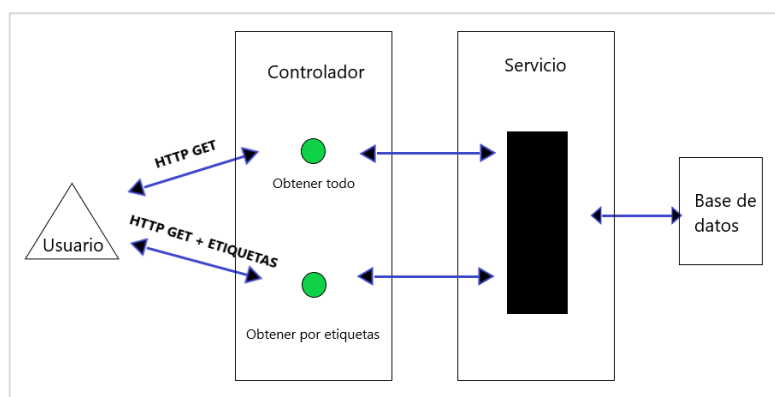 Controlador
Servicio
HTTP GET
Obtener todo
Base de
datos
Usuario
HTTP GET + ETIQUETAS
Obtener por etiquetas